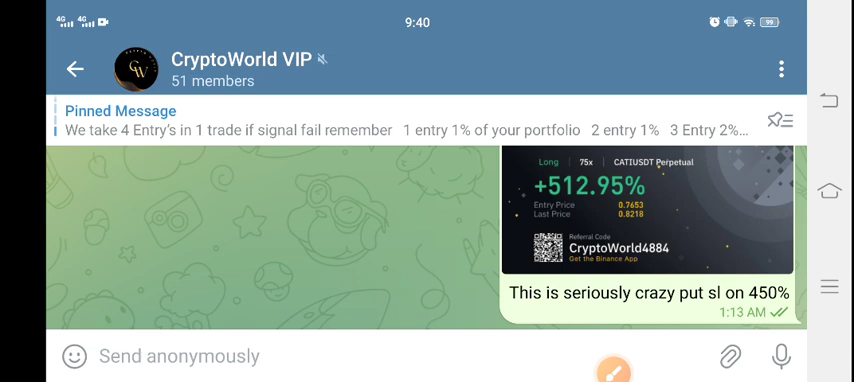 4G 4G 9:40 99
CryptoWorld VIP
51 members
GW
Pinned Message
We take 4 Entry's in 1 trade if signal fail remember 1 entry 1% of your portfolio 2 entry 1% 3 Entry 2%...
Long 75x CATIUSDT Perpetual
+512.95%
Entry Price 0.7653
Last Price 0.8218
Referral Code
CryptoWorld4884
Get the Binance App
This is seriously crazy put sl on 450%
1:13 AM
Send anonymously